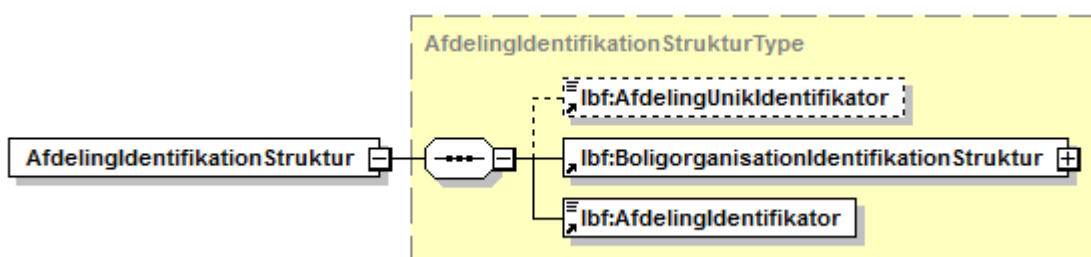 AfdelingIdentifikationStrukturType
lbf:AfdelingUnikIdentifikator
AfdelingIdentifikationStruktur
lbf:BoligorganisationIdentifikationStruktur
lbf:AfdelingIdentifikator